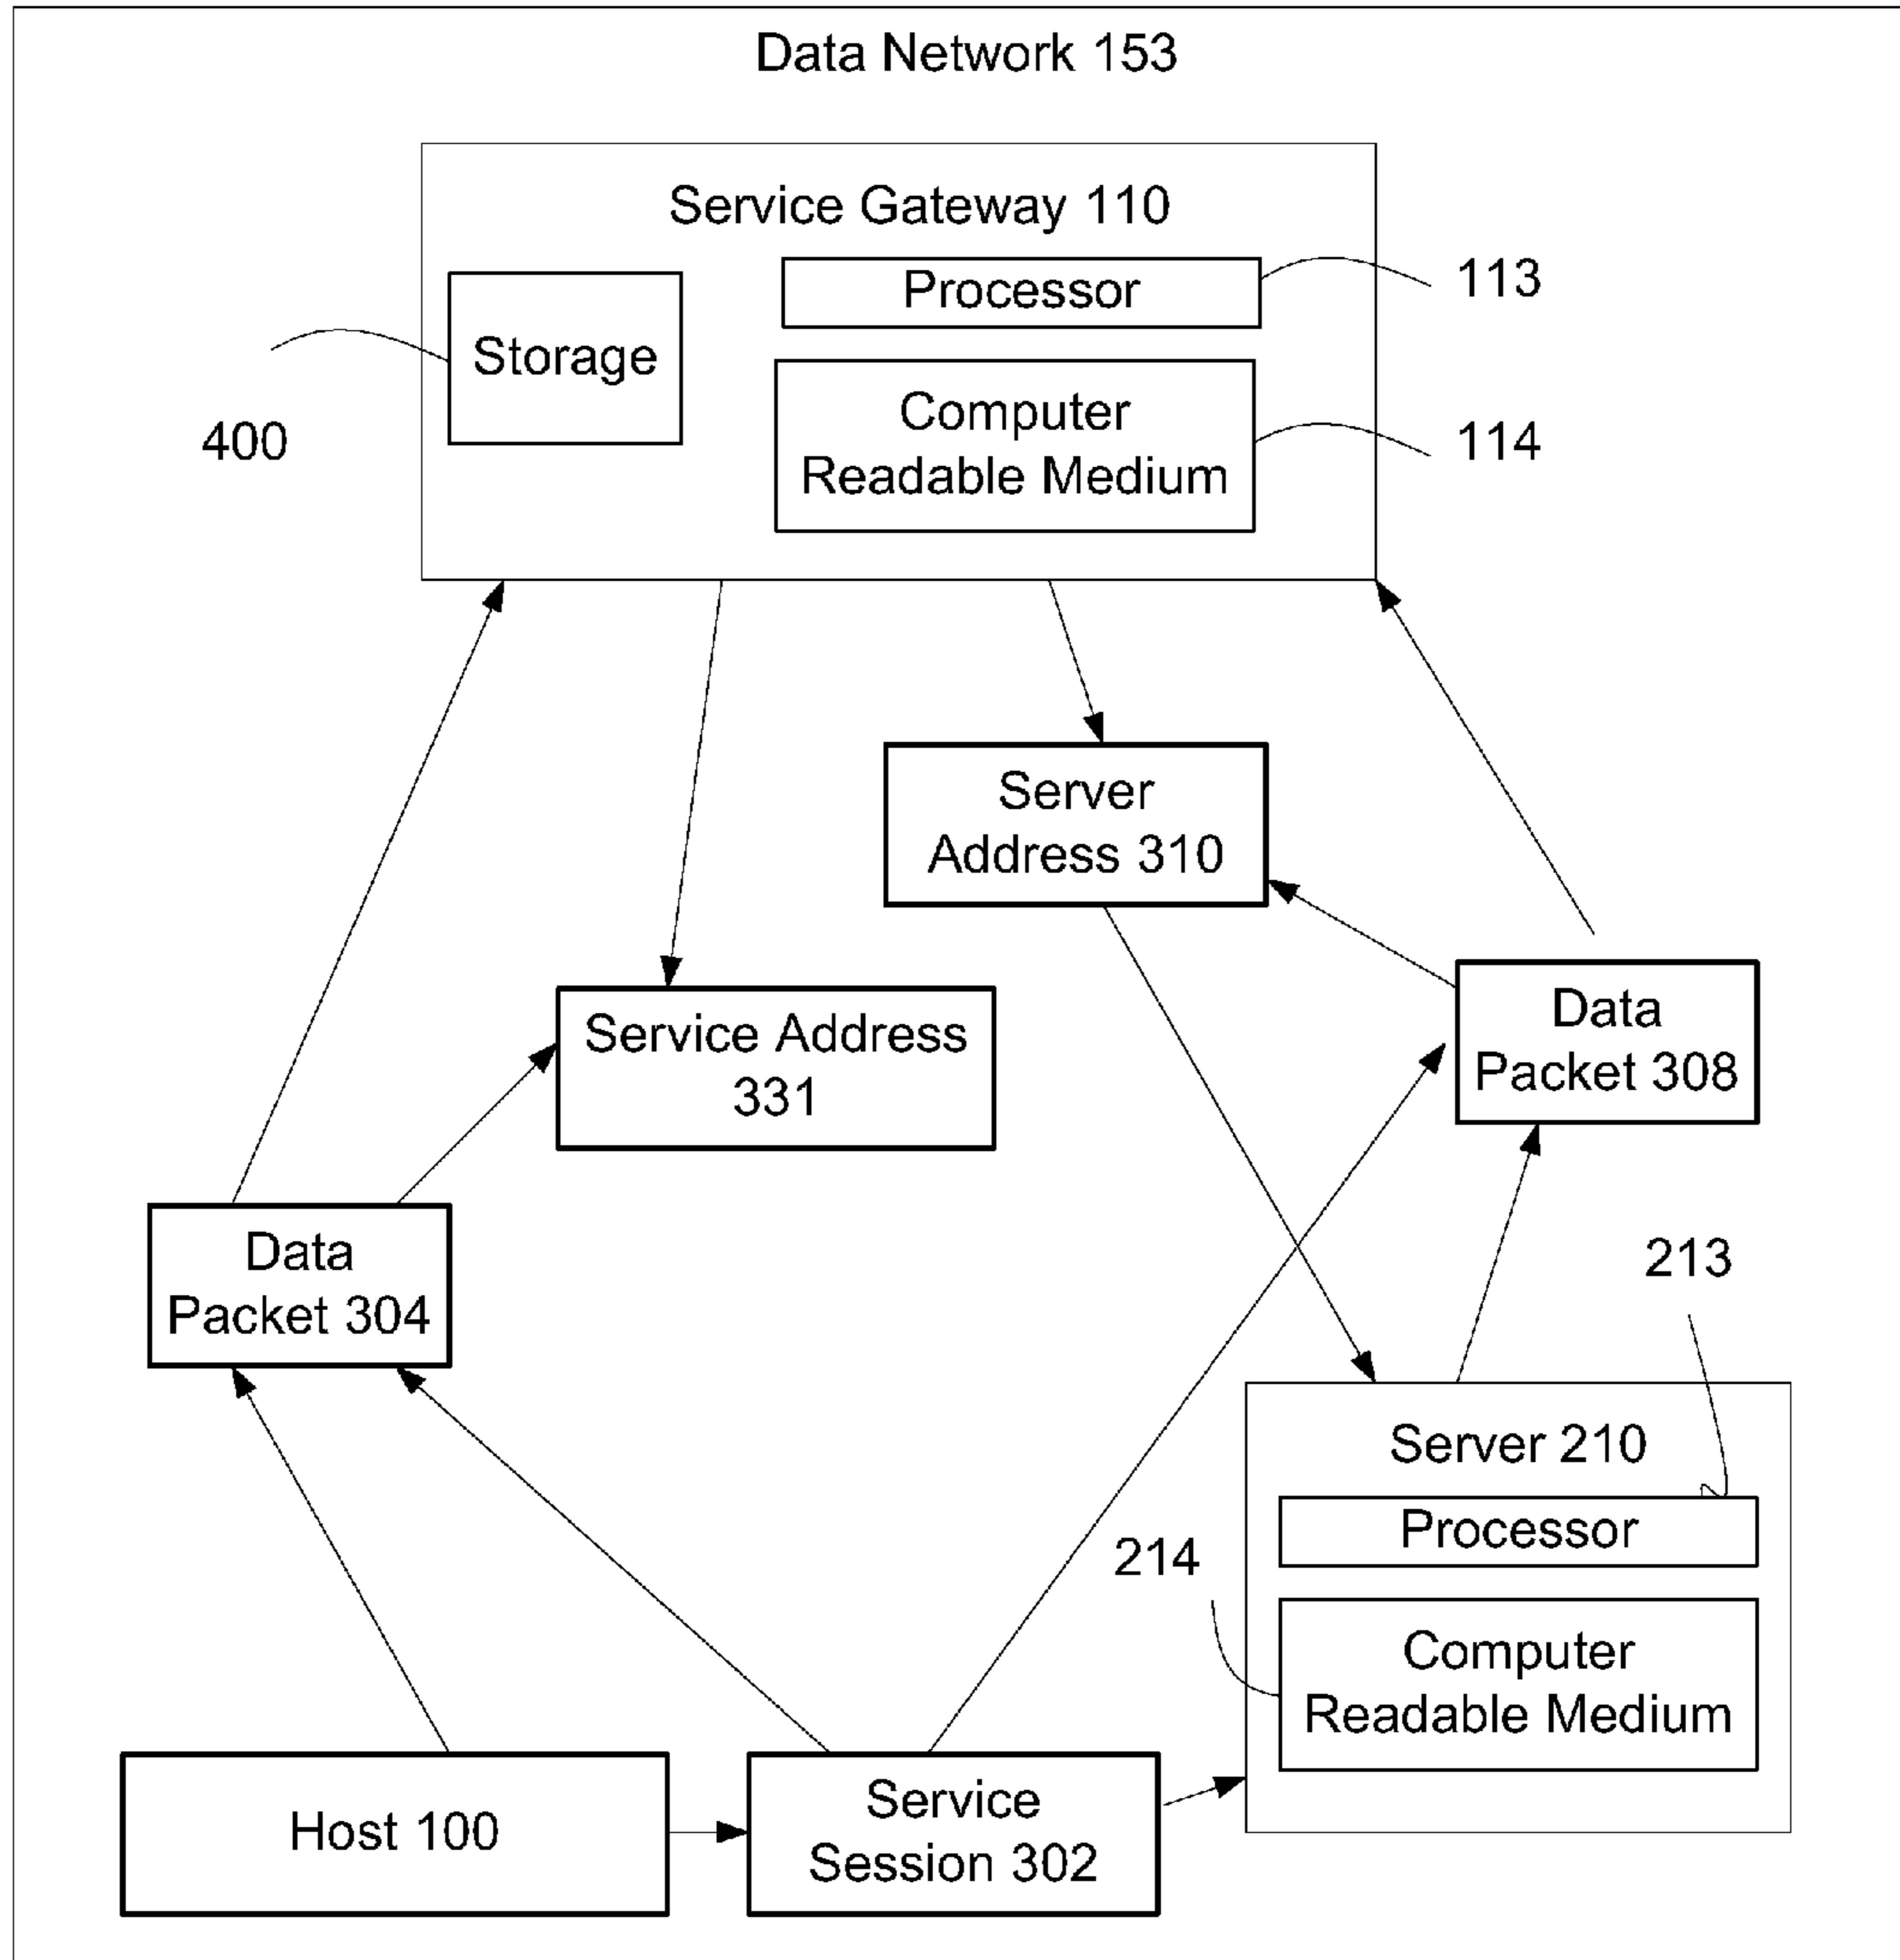 Data Network 153
Service Gateway 110
Processor
113
Storage
400
Computer
Readable Medium
114
Server
Address 310
Service Address
331
Data
Packet 308
Data
Packet 304
213
Server 210
Processor
214
Computer
Readable Medium
Host 100
Service
Session 302